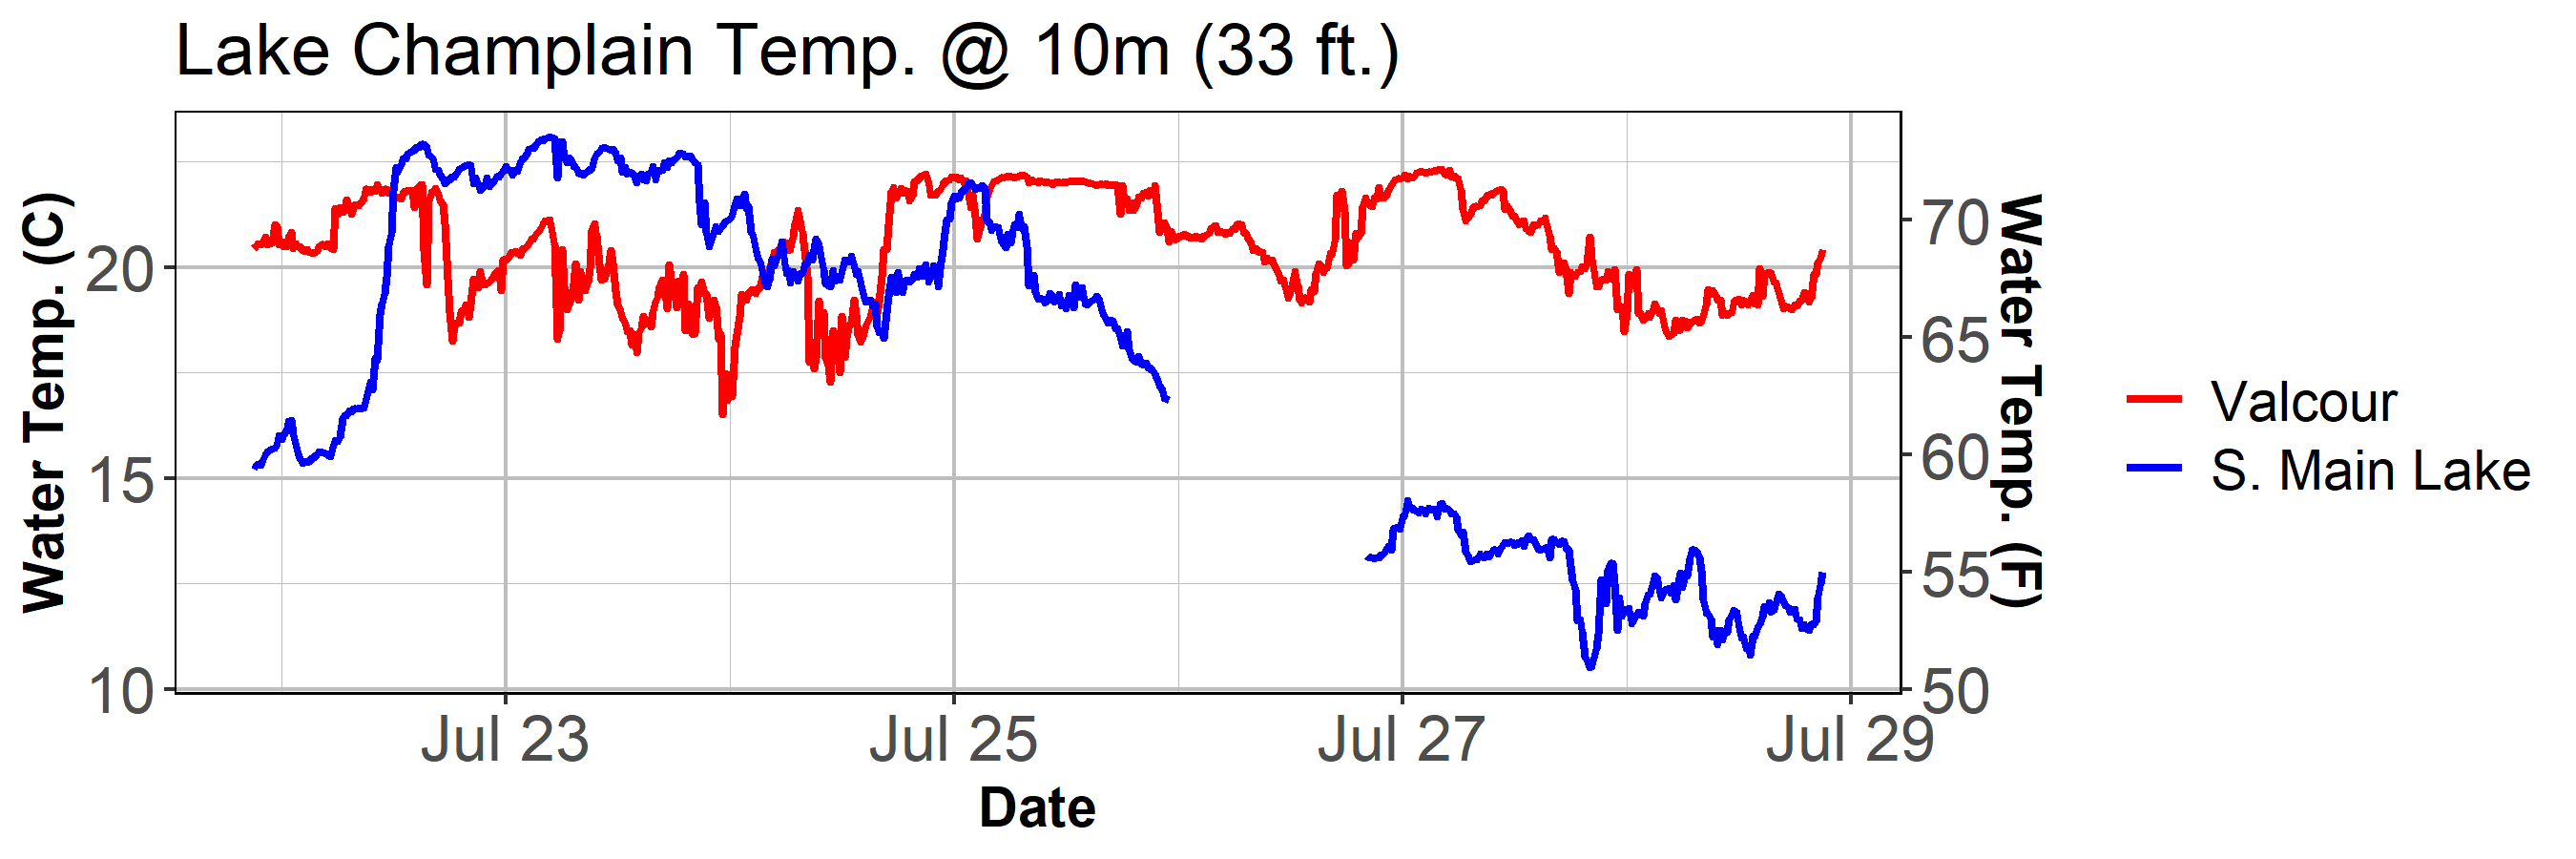 Lake Champlain Temp. @ 10m (33 ft.)
Water Temp. (C)
20
15
10
70
65
60
55
50
Water Temp. (F)
Jul 23
Jul 25
Jul 27
Jul 29
Date
Valcour
S. Main Lake